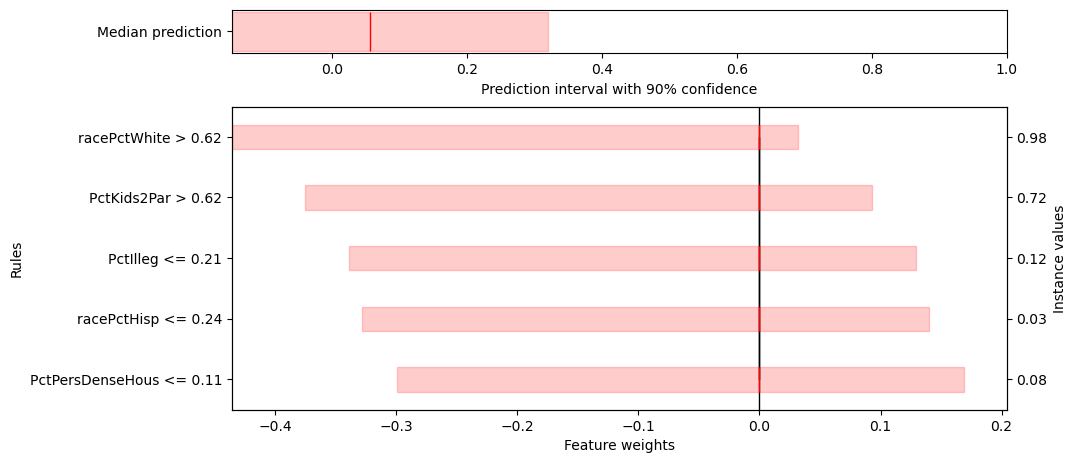 Median prediction
0.0 0.2 0.4 0.6 0.8 1.0
Prediction interval with 90% confidence
racePctWhite > 0.62 0.98
PctKids2Par > 0.62 0.72
PctIlleg <= 0.21 0.12
racePctHisp <= 0.24 0.03
PctPersDenseHous <= 0.11 0.08
Rules
Instance values
−0.4 −0.3 −0.2 −0.1 0.0 0.1 0.2
Feature weights